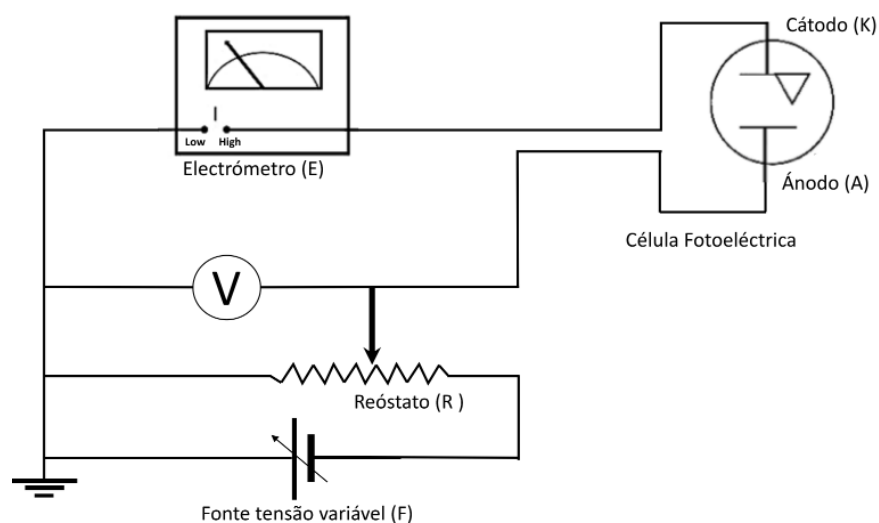 Cátodo (K)
I
Low High
Electrómetro (E)
Ánodo (A)
Célula Fotoeléctrica
V
Reóstato (R )
Fonte tensão variável (F)